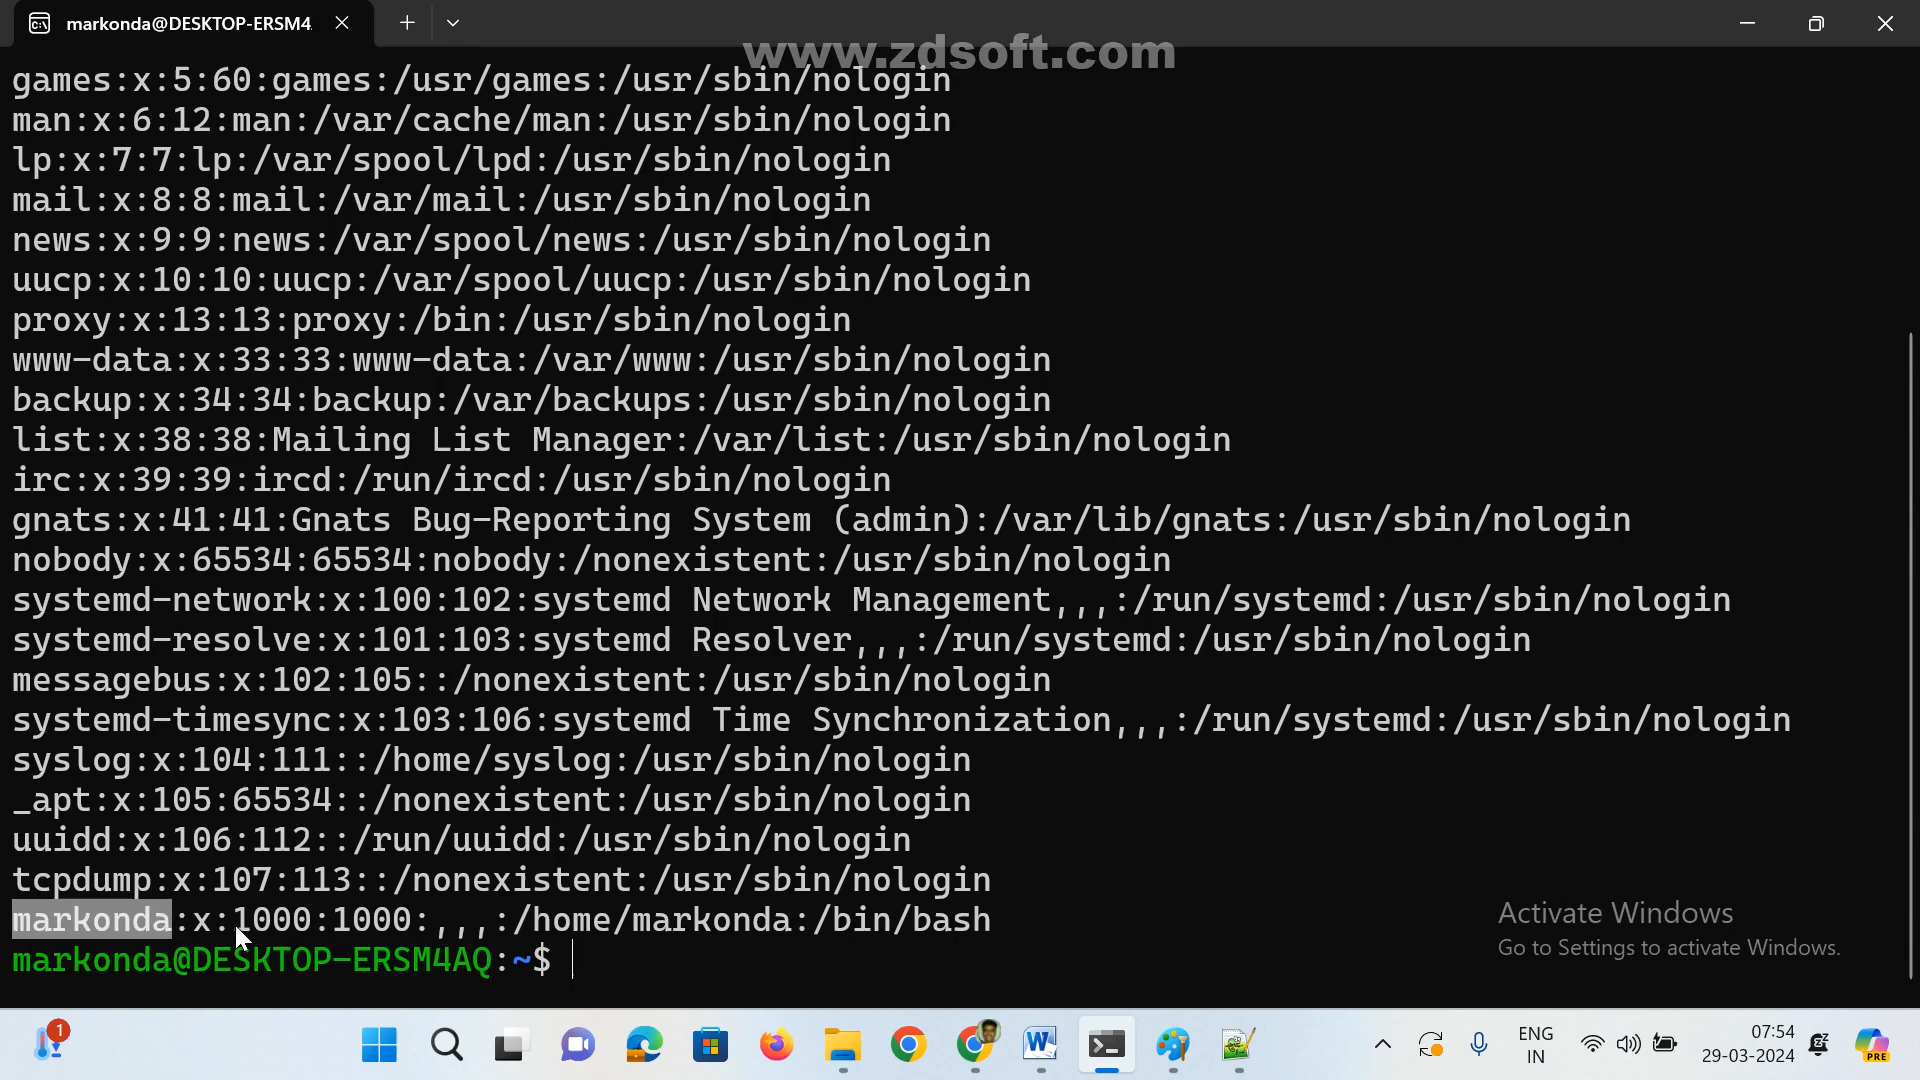 markonda@DESKTOP-ERSM4
www.zdsoft.com
games:x:5:60:games:/usr/games:/usr/sbin/nologin
man:x:6:12:man:/var/cache/man:/usr/sbin/nologin
lp:x:7:7:lp:/var/spool/lpd:/usr/sbin/nologin
mail:x:8:8:mail:/var/mail:/usr/sbin/nologin
news:x:9:9:news:/var/spool/news:/usr/sbin/nologin
uucp:x:10:10:uucp:/var/spool/uucp:/usr/sbin/nologin
proxy:x:13:13:proxy:/bin:/usr/sbin/nologin
www-data:x:33:33:www-data:/var/www:/usr/sbin/nologin
backup:x:34:34:backup:/var/backups:/usr/sbin/nologin
list:x:38:38:Mailing List Manager:/var/list:/usr/sbin/nologin
irc:x:39:39:ircd:/run/ircd:/usr/sbin/nologin
gnats:x:41:41:Gnats Bug-Reporting System (admin):/var/lib/gnats:/usr/sbin/nologin
nobody:x:65534:65534:nobody:/nonexistent:/usr/sbin/nologin
systemd-network:x:100:102:systemd Network Management,,,:/run/systemd:/usr/sbin/nologin
systemd-resolve:x:101:103:systemd Resolver,,,:/run/systemd:/usr/sbin/nologin
messagebus:x:102:105::/nonexistent:/usr/sbin/nologin
systemd-timesync:x:103:106:systemd Time Synchronization,,,:/run/systemd:/usr/sbin/nologin
syslog:x:104:111::/home/syslog:/usr/sbin/nologin
_apt:x:105:65534::/nonexistent:/usr/sbin/nologin
uuidd:x:106:112::/run/uuidd:/usr/sbin/nologin
tcpdump:x:107:113::/nonexistent:/usr/sbin/nologin
markonda:x:1000:1000:,,,:/home/markonda:/bin/bash
markonda@DESKTOP-ERSM4AQ:~$
Activate Windows
Go to Settings to activate Windows.
1
ENG
IN
07:54
29-03-2024
PRE